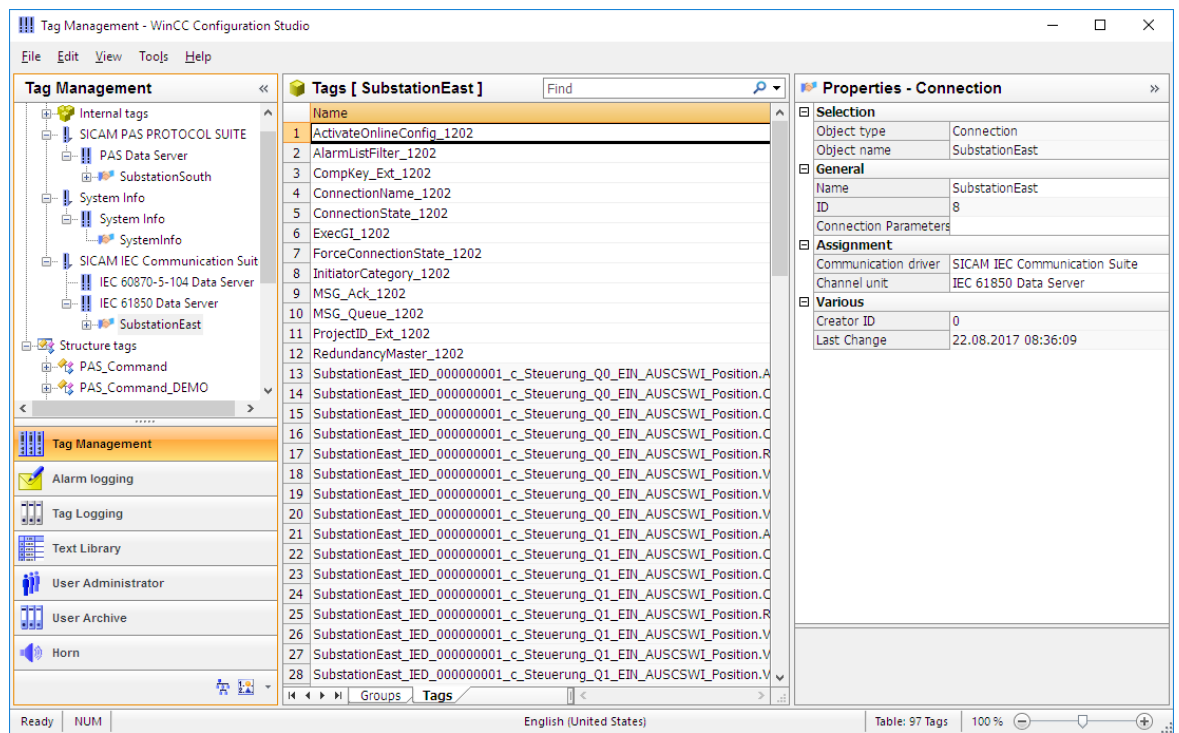 Tag Management - WinCC Configuration Studio
File Edit View Tools Help
Tag Management «
Internal tags
SICAM PAS PROTOCOL SUITE
PAS Data Server
SubstationSouth
System Info
System Info
SystemInfo
SICAM IEC Communication Suit
IEC 60870-5-104 Data Server
IEC 61850 Data Server
SubstationEast
Structure tags
PAS_Command
PAS_Command_DEMO
Tag Management
Alarm logging
Tag Logging
Text Library
User Administrator
User Archive
Horn
Tags [ SubstationEast ] Find
Name
1 ActivateOnlineConfig_1202
2 AlarmListFilter_1202
3 CompKey_Ext_1202
4 ConnectionName_1202
5 ConnectionState_1202
6 ExecGI_1202
7 ForceConnectionState_1202
8 InitiatorCategory_1202
9 MSG_Ack_1202
10 MSG_Queue_1202
11 ProjectID_Ext_1202
12 RedundancyMaster_1202
13 SubstationEast_IED_000000001_c_Steuerung_Q0_EIN_AUSCSWI_Position.A
14 SubstationEast_IED_000000001_c_Steuerung_Q0_EIN_AUSCSWI_Position.C
15 SubstationEast_IED_000000001_c_Steuerung_Q0_EIN_AUSCSWI_Position.C
16 SubstationEast_IED_000000001_c_Steuerung_Q0_EIN_AUSCSWI_Position.C
17 SubstationEast_IED_000000001_c_Steuerung_Q0_EIN_AUSCSWI_Position.R
18 SubstationEast_IED_000000001_c_Steuerung_Q0_EIN_AUSCSWI_Position.V
19 SubstationEast_IED_000000001_c_Steuerung_Q0_EIN_AUSCSWI_Position.V
20 SubstationEast_IED_000000001_c_Steuerung_Q0_EIN_AUSCSWI_Position.V
21 SubstationEast_IED_000000001_c_Steuerung_Q1_EIN_AUSCSWI_Position.A
22 SubstationEast_IED_000000001_c_Steuerung_Q1_EIN_AUSCSWI_Position.C
23 SubstationEast_IED_000000001_c_Steuerung_Q1_EIN_AUSCSWI_Position.C
24 SubstationEast_IED_000000001_c_Steuerung_Q1_EIN_AUSCSWI_Position.C
25 SubstationEast_IED_000000001_c_Steuerung_Q1_EIN_AUSCSWI_Position.R
26 SubstationEast_IED_000000001_c_Steuerung_Q1_EIN_AUSCSWI_Position.V
27 SubstationEast_IED_000000001_c_Steuerung_Q1_EIN_AUSCSWI_Position.V
28 SubstationEast_IED_000000001_c_Steuerung_Q1_EIN_AUSCSWI_Position.V
Groups Tags
Properties - Connection »
Selection
Object type Connection
Object name SubstationEast
General
Name SubstationEast
ID 8
Connection Parameters
Assignment
Communication driver SICAM IEC Communication Suite
Channel unit IEC 61850 Data Server
Various
Creator ID 0
Last Change 22.08.2017 08:36:09
Ready NUM English (United States) Table: 97 Tags 100 %